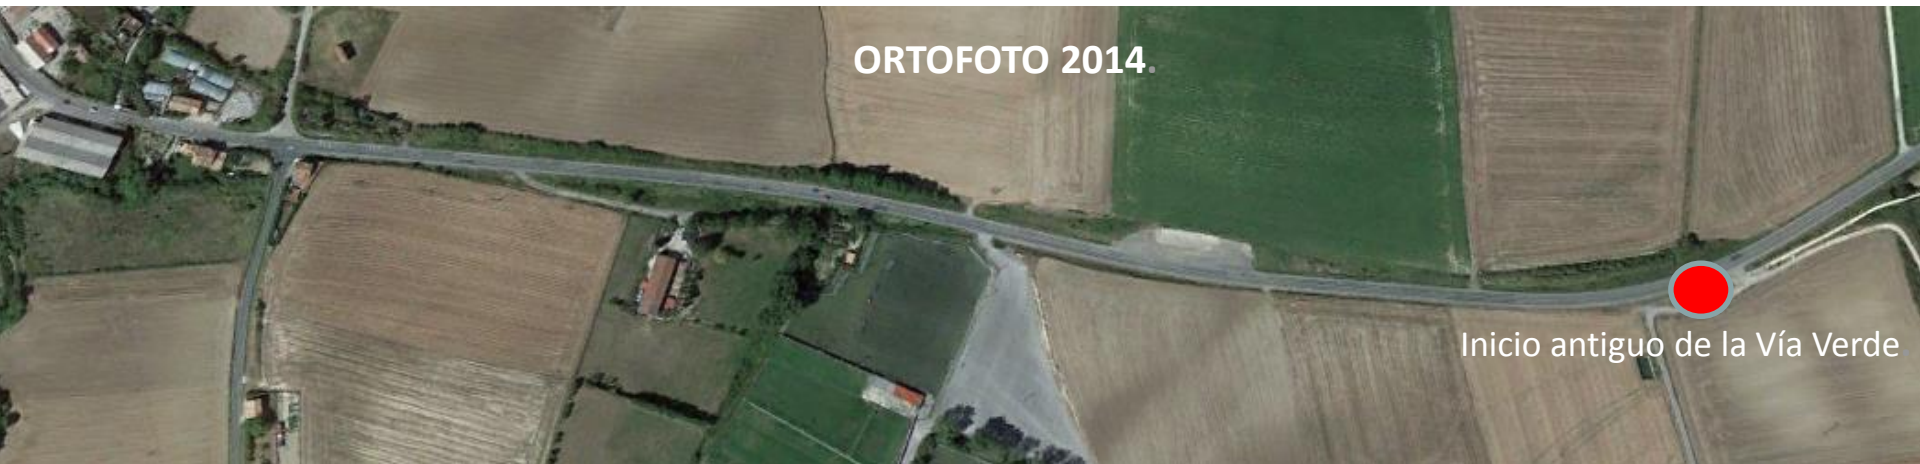 ORTOFOTO 2014.
Inicio antiguo de la Vía Verde.